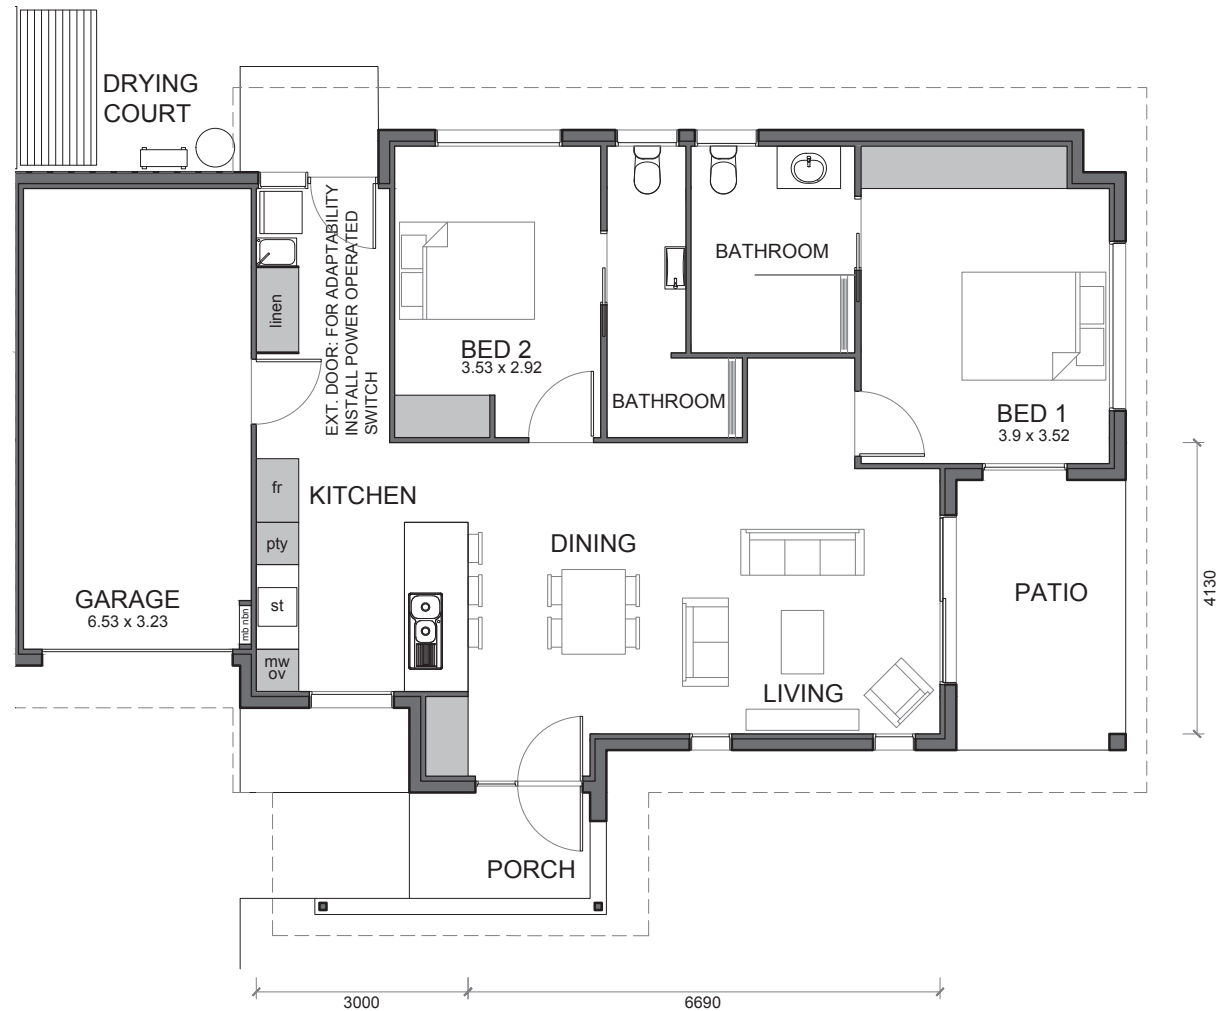 DRYING
COURT
EXT. DOOR: FOR ADAPTABILITY
INSTALL POWER OPERATED
SWITCH
linen
BATHROOM
BED 2
3.53 x 2.92
BATHROOM
BED 1
3.9 x 3.52
fr
KITCHEN
pty
DINING
GARAGE
6.53 x 3.23
st
mb nbn
PATIO
4130
mw
ov
LIVING
PORCH
3000
6690